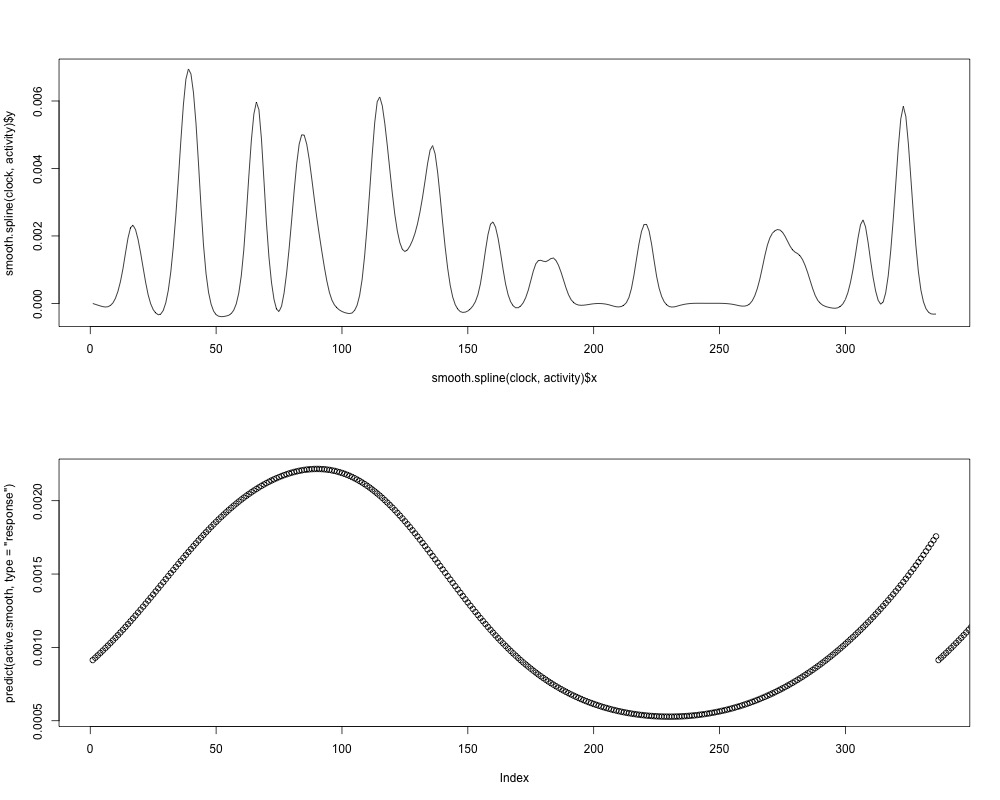 smooth.spline(clock, activity)$y
0.006
0.004
0.002
0.000
0 50 100 150 200 250 300
smooth.spline(clock, activity)$x
predict(active.smooth, type = "response")
0.0020
0.0015
0.0010
0.0005
0 50 100 150 200 250 300
Index